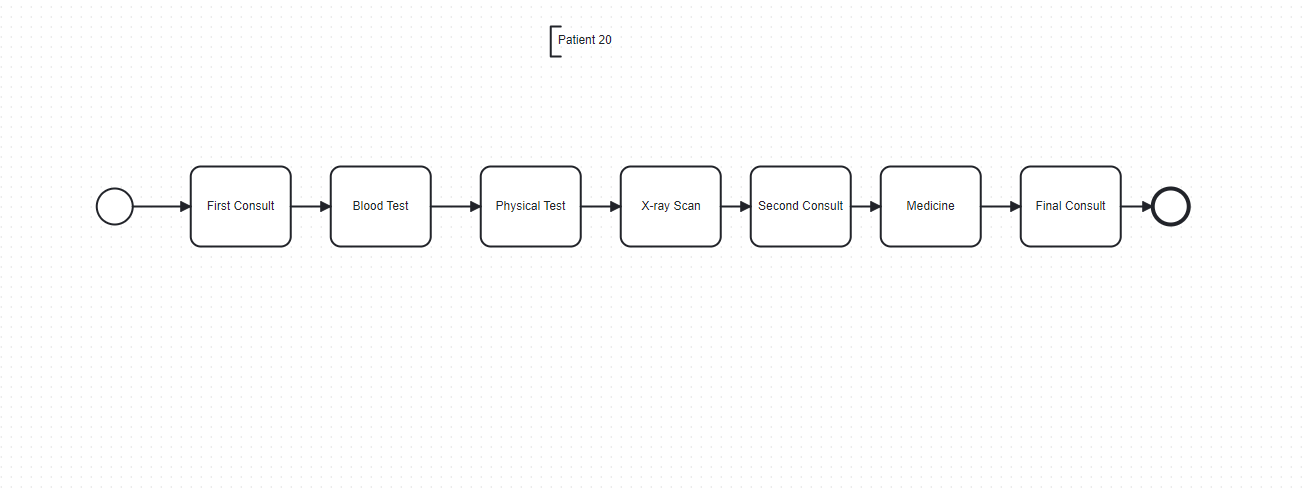 Patient 20
First Consult
Blood Test
Physical Test
X-ray Scan
Second Consult
Medicine
Final Consult